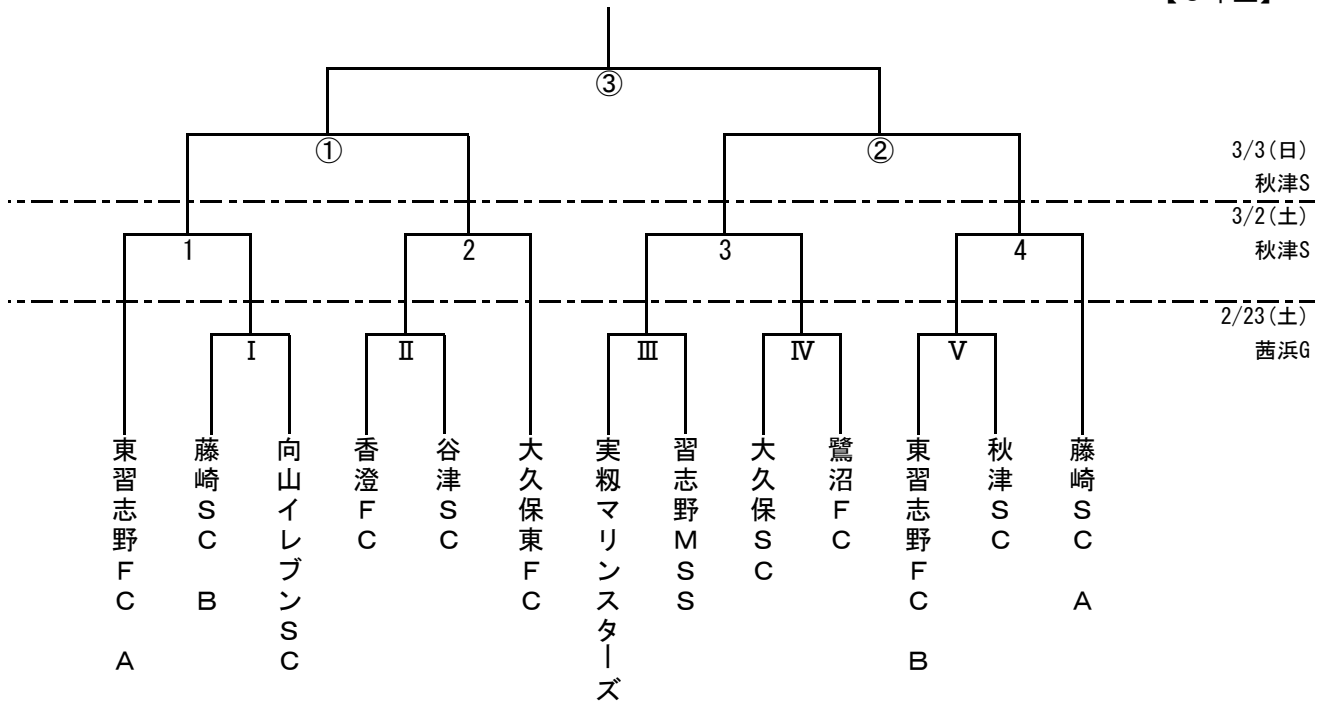 ③
①
②
3/3(日)
秋津S
3/2(土)
秋津S
1
2
3
4
2/23(土)
茜浜G
Ⅰ
Ⅱ
Ⅲ
Ⅳ
Ⅴ
東習志野FC A
藤崎SC B
向山イレブンSC
香澄FC
谷津SC
大久保東FC
実籾マリンスターズ
習志野MSS
大久保SC
鷺沼FC
東習志野FC B
秋津SC
藤崎SC A